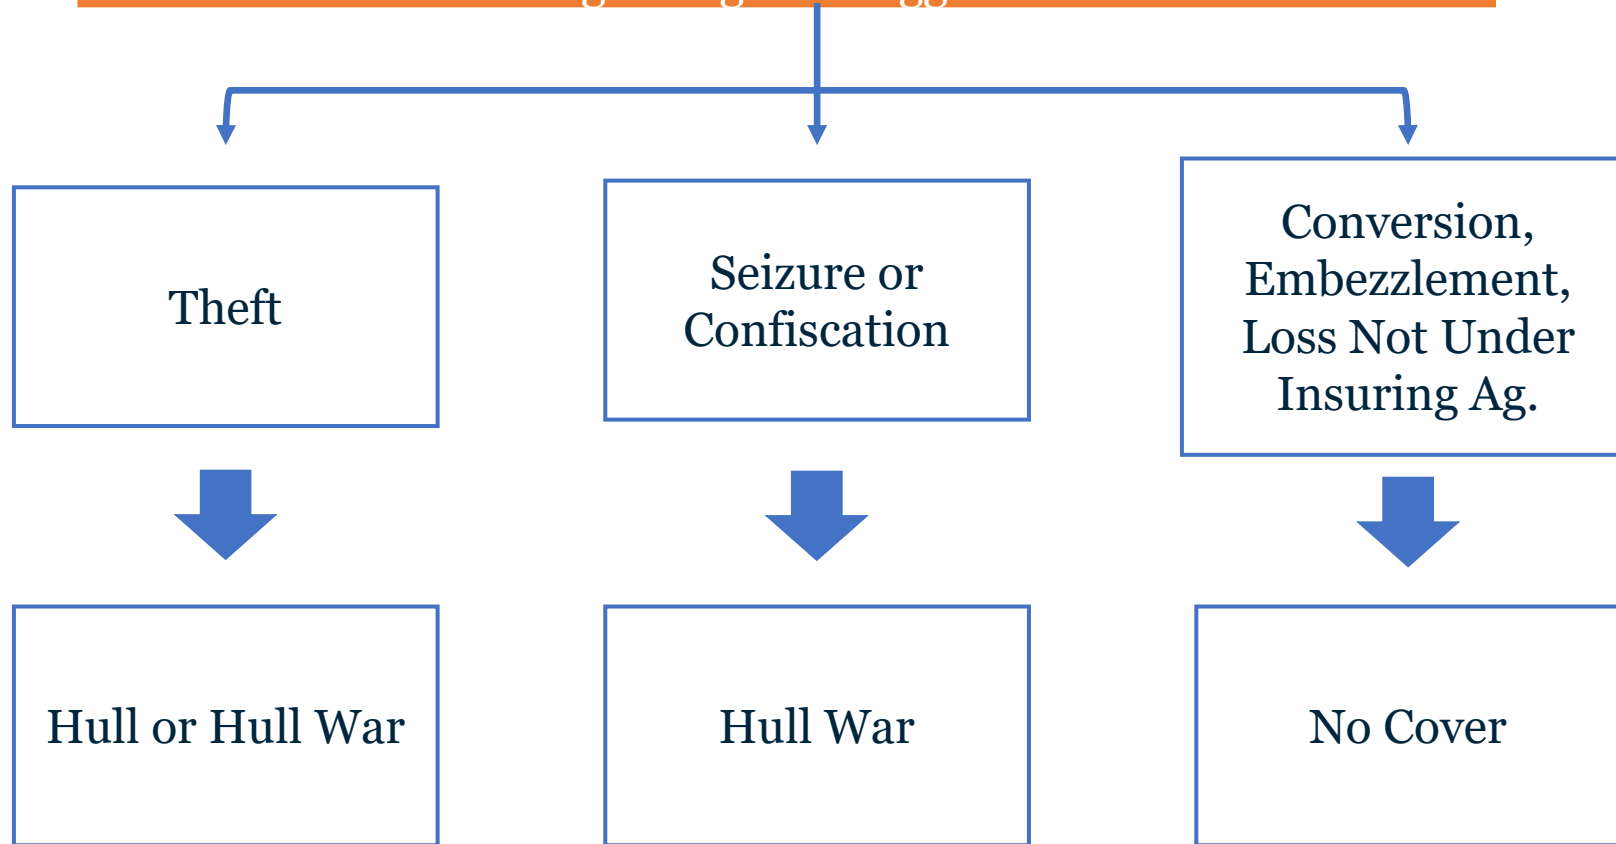 Theft
Seizure or
Confiscation
Conversion,
Embezzlement,
Loss Not Under
Insuring Ag.
Hull or Hull War
Hull War
No Cover